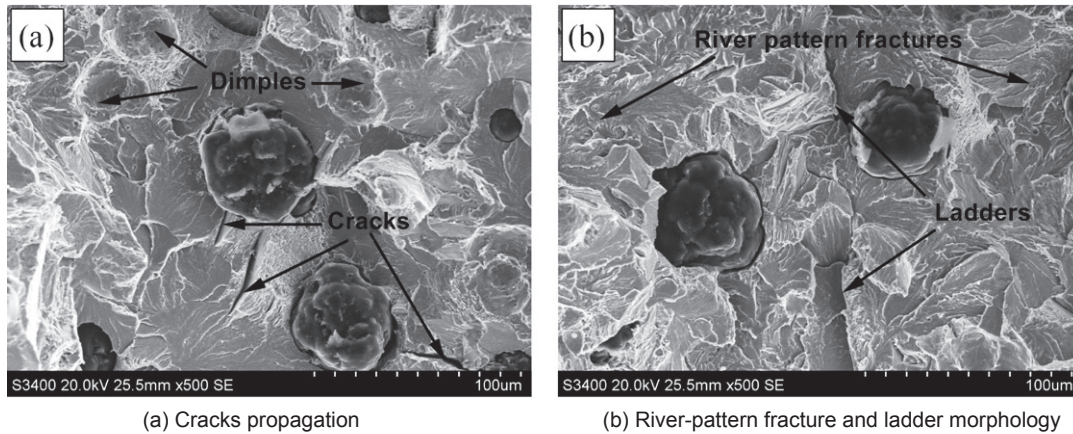 (a)
Dimples
Cracks
S3400 20.0kV 25.5mm x500 SE 100um
(b)
River pattern fractures
Ladders
S3400 20.0kV 25.5mm x500 SE 100um
(a) Cracks propagation
(b) River-pattern fracture and ladder morphology